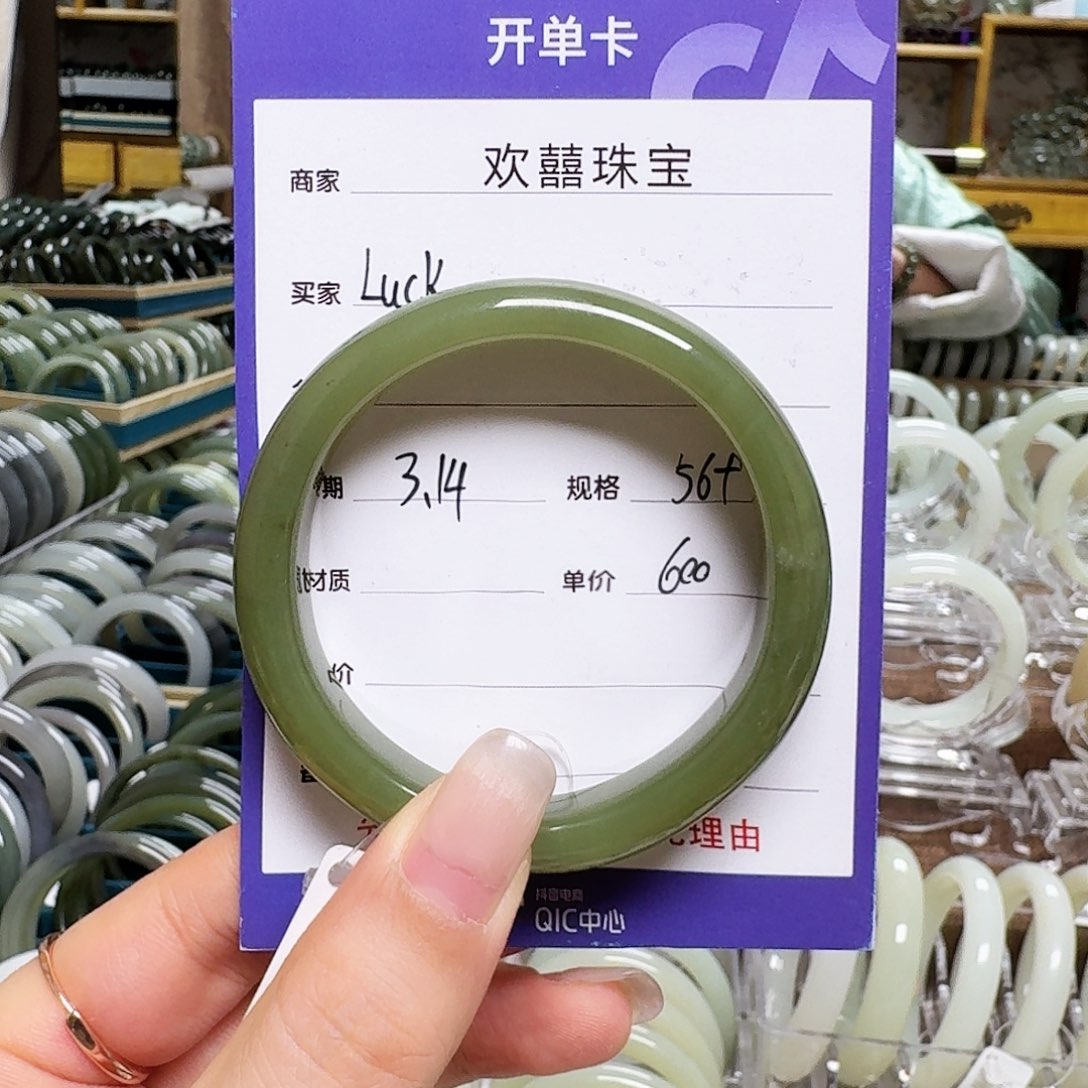 开单卡
商家 欢囍珠宝
买家 Luck
期 3.14 规格 56+
材质 单价 600
价
理由
抖音电商
QIC中心